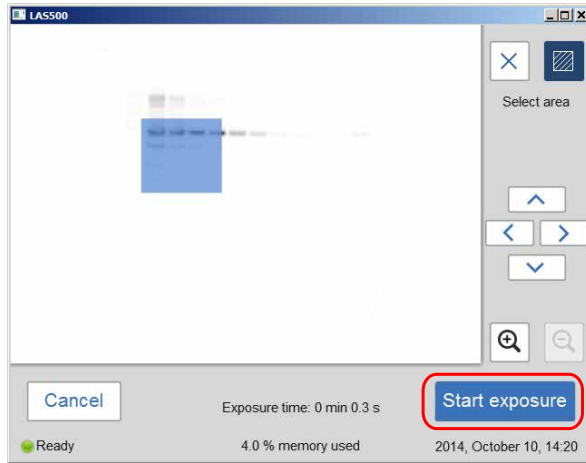 LAS500
Select area
Cancel
Exposure time: 0 min 0.3 s
Start exposure
Ready
4.0 % memory used
2014, October 10, 14:20